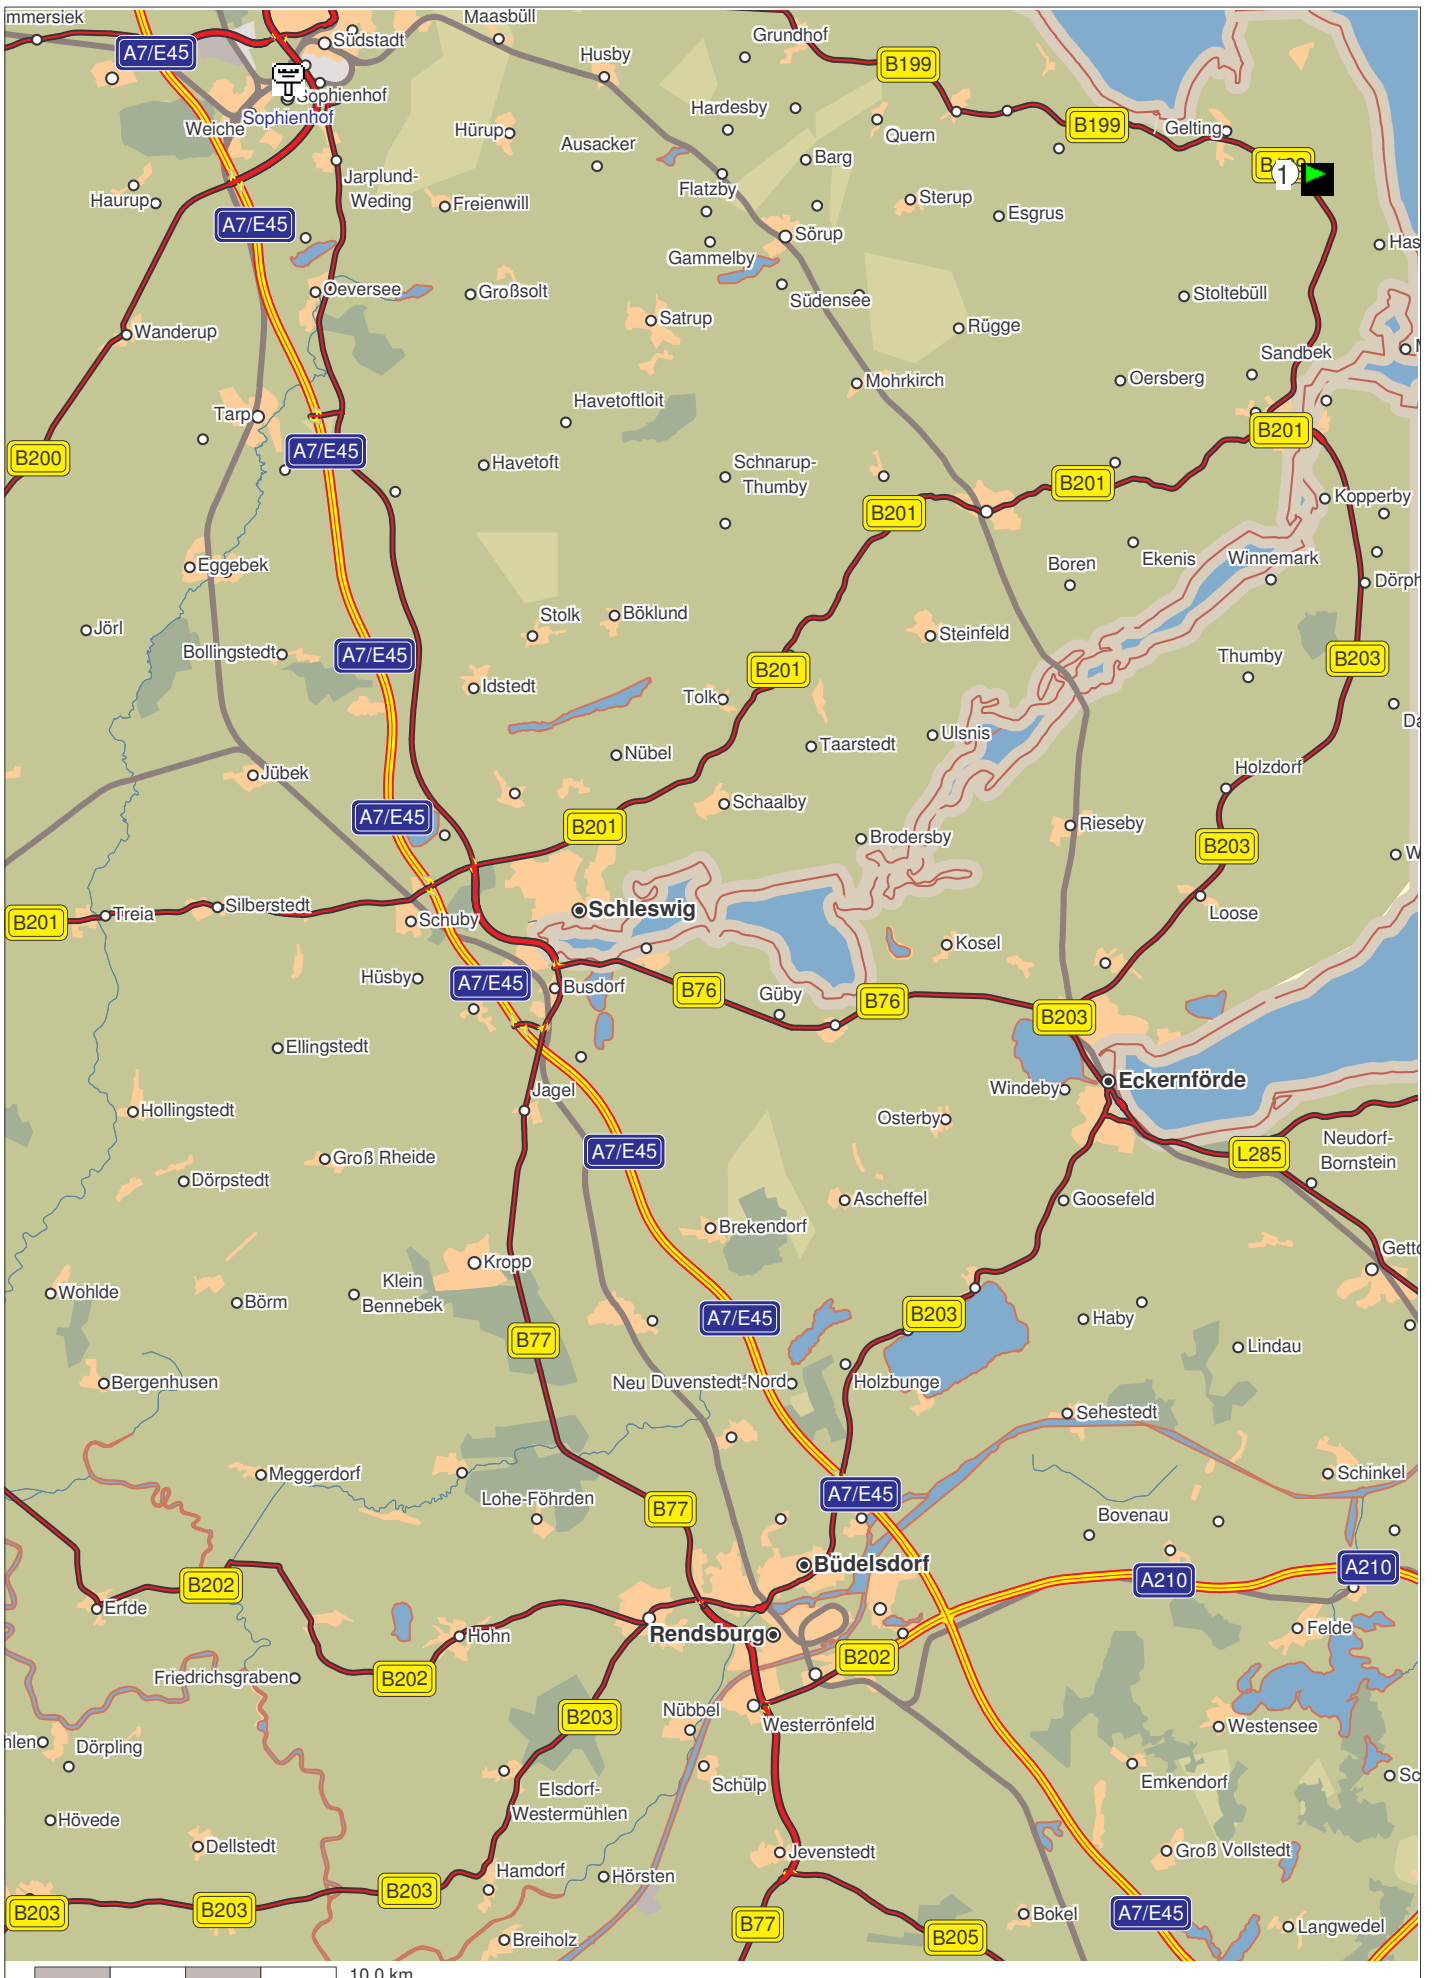 mmersiek
Maasbüll
Südstadt
Grundhof
A7/E45
Husby
B199
Sophienhof
Sophienhof
Hardesby
Weiche
Hürup
Quern
B199
Gelting
Ausacker
Barg
Jarplund-
Weding
Flatzby
1
Haurup
Freienwill
Sterup
Esgrus
A7/E45
Sörup
Has
Gammelby
Oeversee
Großsolt
Südensee
Stoltebüll
Satrup
Rügge
Wanderup
Sandbek
Mohrkirch
Oersberg
Tarp
Havetoftloit
B201
A7/E45
B200
Havetoft
Schnarup-
Thumby
B201
Kopperby
B201
Eggebek
Boren
Ekenis
Winnemark
Dörph
Jörl
Stolk
Böklund
Steinfeld
Bollingstedt
A7/E45
B201
Thumby
B203
Idstedt
Tolk
Da
Nübel
Taarstedt
Ulsnis
Jübek
Holzdorf
Schaalby
A7/E45
B201
Brodersby
Rieseby
B203
W
Treia
Silberstedt
Schuby
Schleswig
Loose
B201
Kosel
Hüsby
A7/E45
Busdorf
B76
Güby
B76
B203
Ellingstedt
Jagel
Windeby
Eckernförde
Hollingstedt
Osterby
A7/E45
Neudorf-
Bornstein
L285
Groß Rheide
Dörpstedt
Ascheffel
Goosefeld
Brekendorf
Getto
Kropp
Klein
Bennebek
Wohlde
Börm
A7/E45
B203
Haby
B77
Lindau
Bergenhusen
Neu Duvenstedt-Nord
Holzbunge
Sehestedt
Meggerdorf
Schinkel
Lohe-Föhrden
B77
A7/E45
Bovenau
Büdelsdorf
A210
A210
B202
Erfde
Hohn
Rendsburg
Felde
B202
Friedrichsgraben
B202
Nübbel
B203
Westerrönfeld
Westensee
hlen
Dörpling
Schülp
Elsdorf-
Westermühlen
Emkendorf
Sc
Hövede
Dellstedt
Jevenstedt
Groß Vollstedt
Hamdorf
Hörsten
B203
B203
B203
Bokel
A7/E45
B77
B205
Langwedel
Breiholz
10.0 km